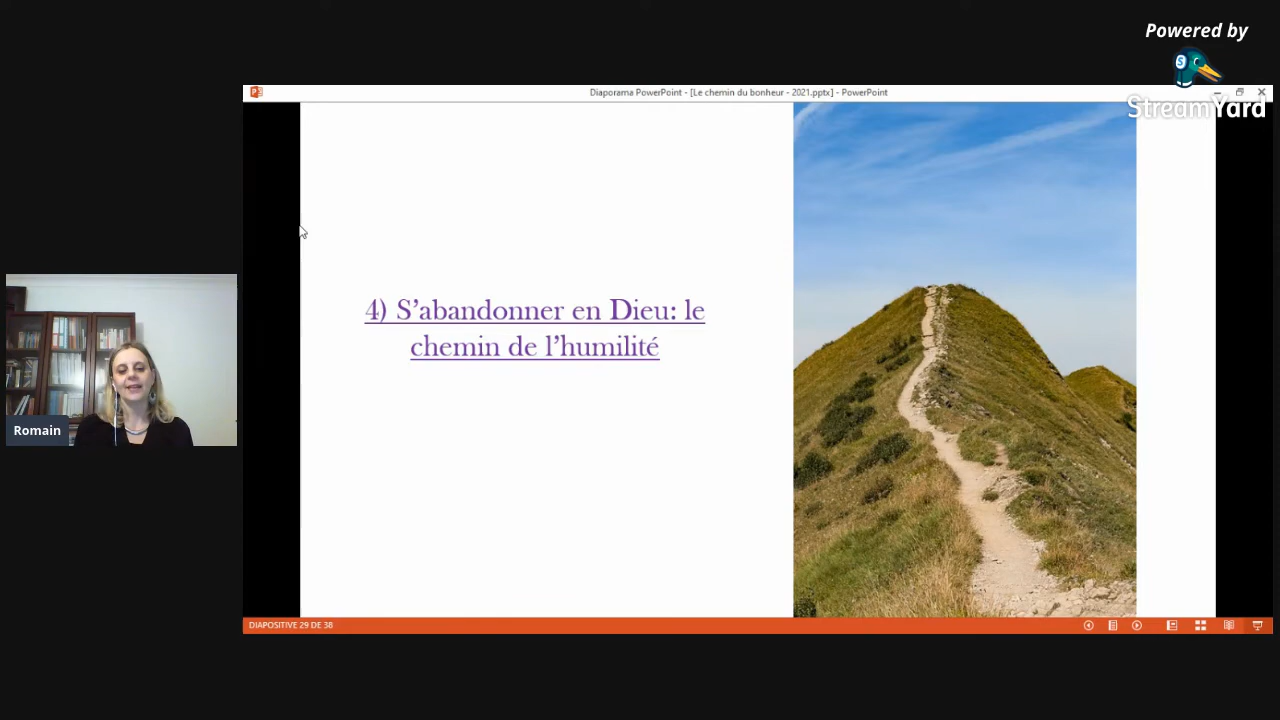 Powered by
StreamYard
Diaporama PowerPoint - [Le chemin du bonheur - 2021.pptx] - PowerPoint
4) S’abandonner en Dieu: le
chemin de l’humilité
Romain
DIAPOSITIVE 29 DE 38